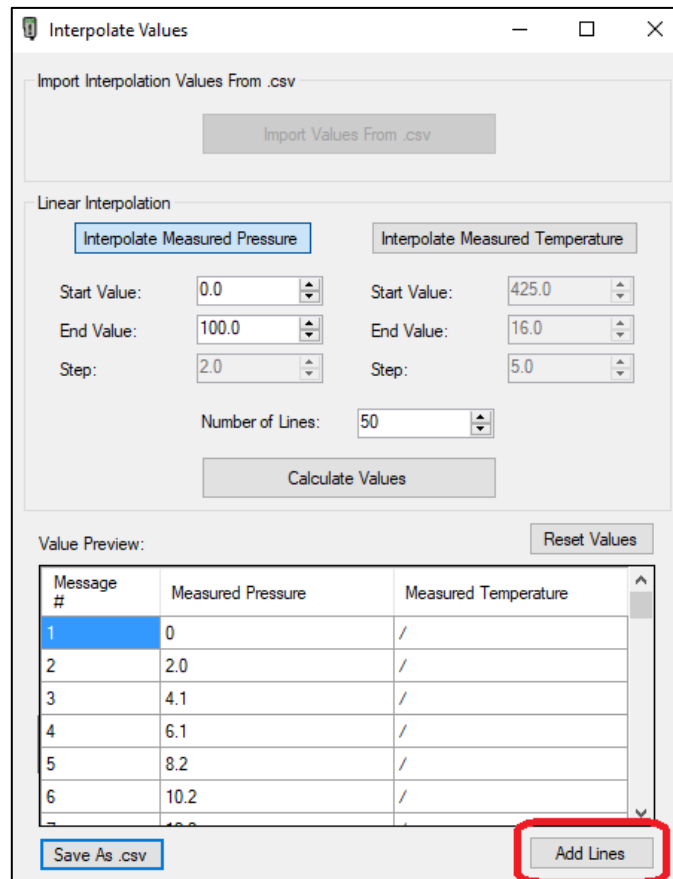 Interpolate Values
Import Interpolation Values From .csv
Import Values From .csv
Linear Interpolation
Interpolate Measured Pressure Interpolate Measured Temperature
Start Value: 0.0 Start Value: 425.0
End Value: 100.0 End Value: 16.0
Step: 2.0 Step: 5.0
Number of Lines: 50
Calculate Values
Value Preview: Reset Values
Message # Measured Pressure Measured Temperature
1 0 /
2 2.0 /
4.1 /
4 6.1 /
5 8.2 /
6 10.2 /
Save As .csv Add Lines